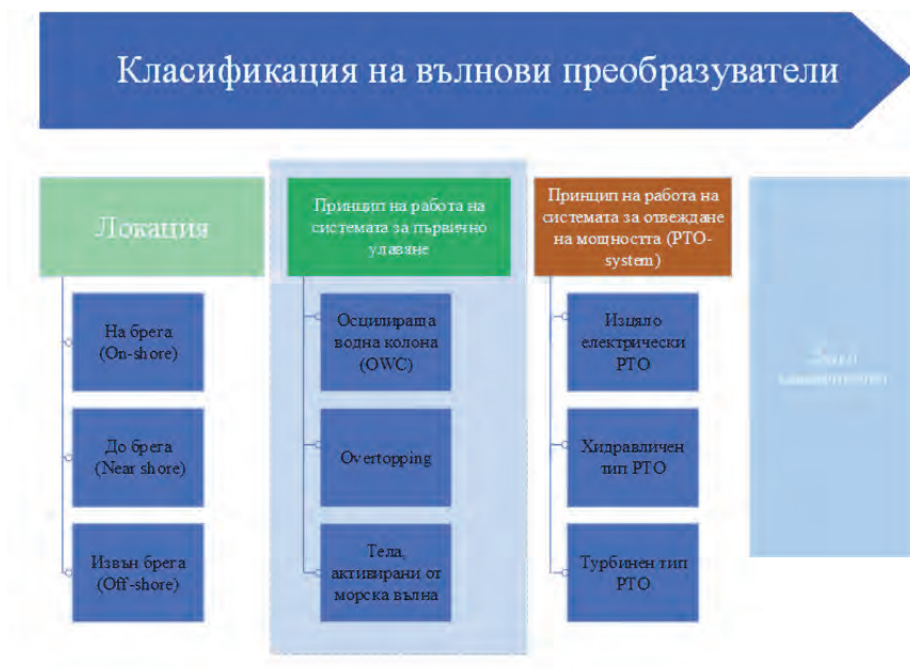 Класификация на вълнови преобразуватели
Локация
На брега
(On-shore)
До брега
(Near shore)
Извън брега
(Off-shore)
Принцип на работа на
системата за първично
улавяне
Осцилираща
водна колона
(OWC)
Overtopping
Тела,
активирани от
морска вълна
Принцип на работа на
системата за отвеждане
на мощността (PTO-
system)
Изцяло
електрически
PTO
Хидравличен
тип PTO
Турбинен тип
PTO